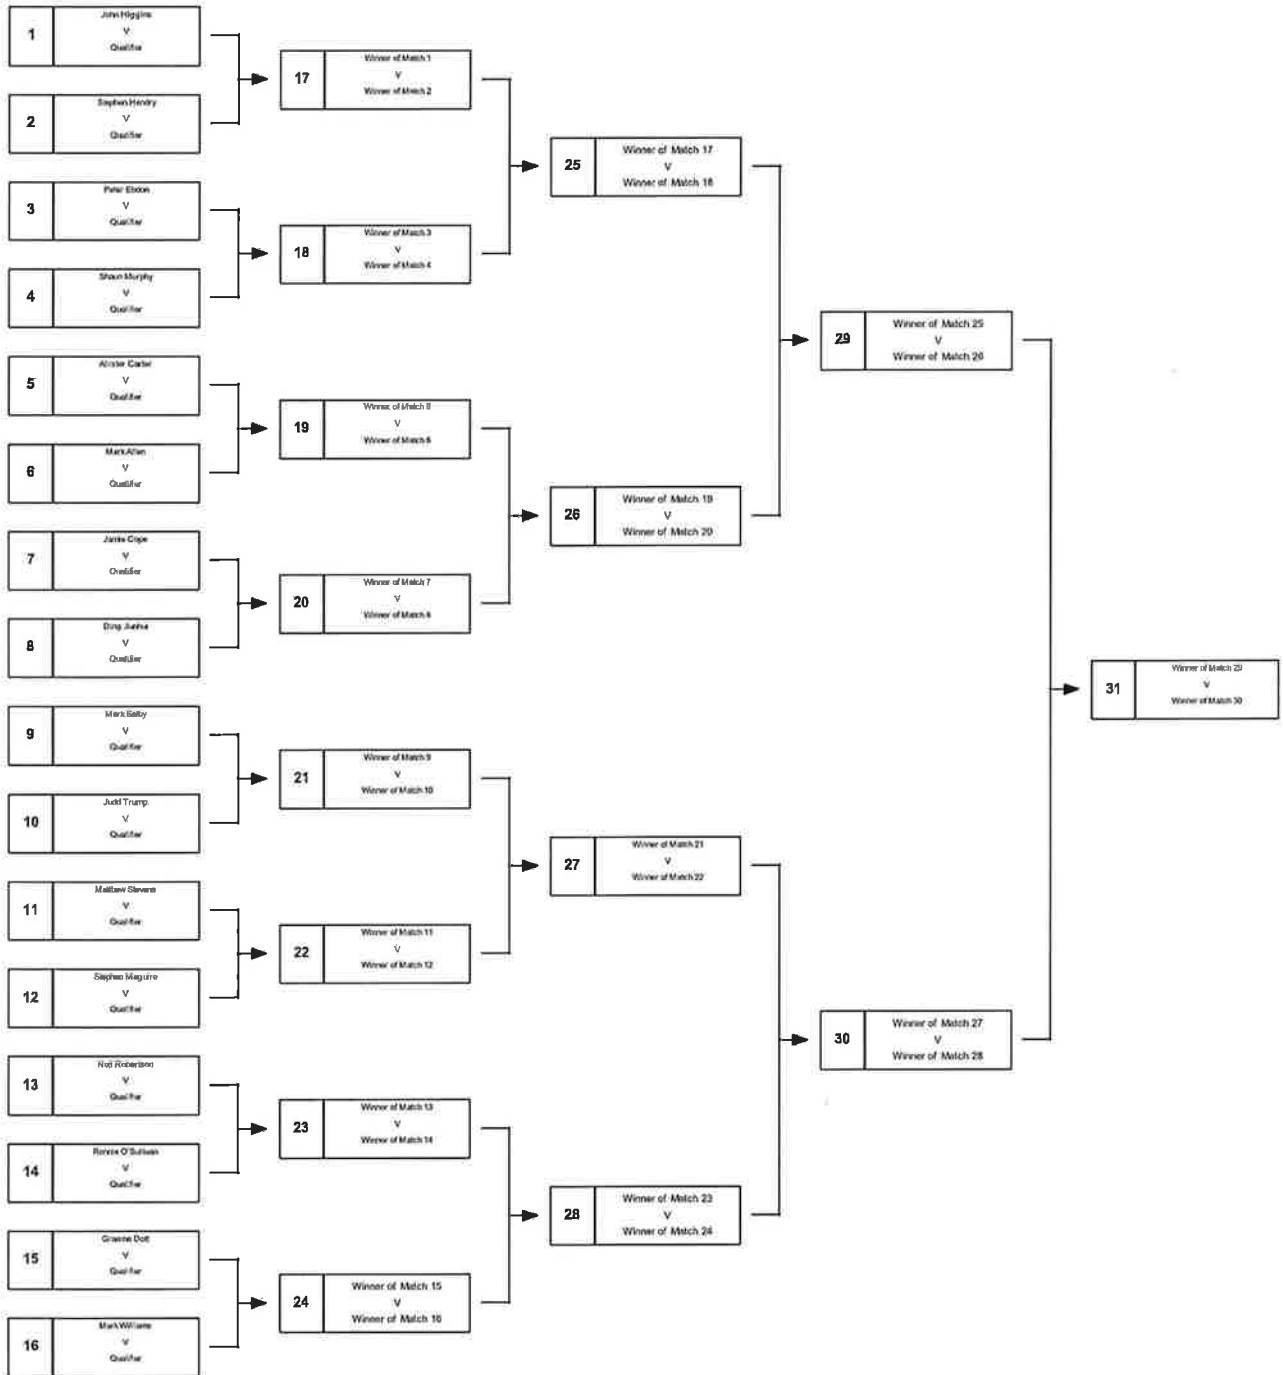 1
John Higgins
V
Qualifier
2
Stephen Hendry
V
Qualifier
3
Peter Ebdon
V
Qualifier
4
Shaun Murphy
V
Qualifier
5
Alister Carter
V
Qualifier
6
Mark Allen
V
Qualifier
7
Jamie Cope
V
Qualifier
8
Ding Junhui
V
Qualifier
9
Mark Selby
V
Qualifier
10
Judd Trump
V
Qualifier
11
Matthew Stevens
V
Qualifier
12
Stephen Maguire
V
Qualifier
13
Neil Robertson
V
Qualifier
14
Ronnie O'Sullivan
V
Qualifier
15
Graeme Dott
V
Qualifier
16
Mark Williams
V
Qualifier
17
Winner of Match 1
V
Winner of Match 2
18
Winner of Match 3
V
Winner of Match 4
19
Winner of Match 5
V
Winner of Match 6
20
Winner of Match 7
V
Winner of Match 8
21
Winner of Match 9
V
Winner of Match 10
22
Winner of Match 11
V
Winner of Match 12
23
Winner of Match 13
V
Winner of Match 14
24
Winner of Match 15
V
Winner of Match 16
25
Winner of Match 17
V
Winner of Match 18
26
Winner of Match 19
V
Winner of Match 20
27
Winner of Match 21
V
Winner of Match 22
28
Winner of Match 23
V
Winner of Match 24
29
Winner of Match 25
V
Winner of Match 26
30
Winner of Match 27
V
Winner of Match 28
31
Winner of Match 29
V
Winner of Match 30